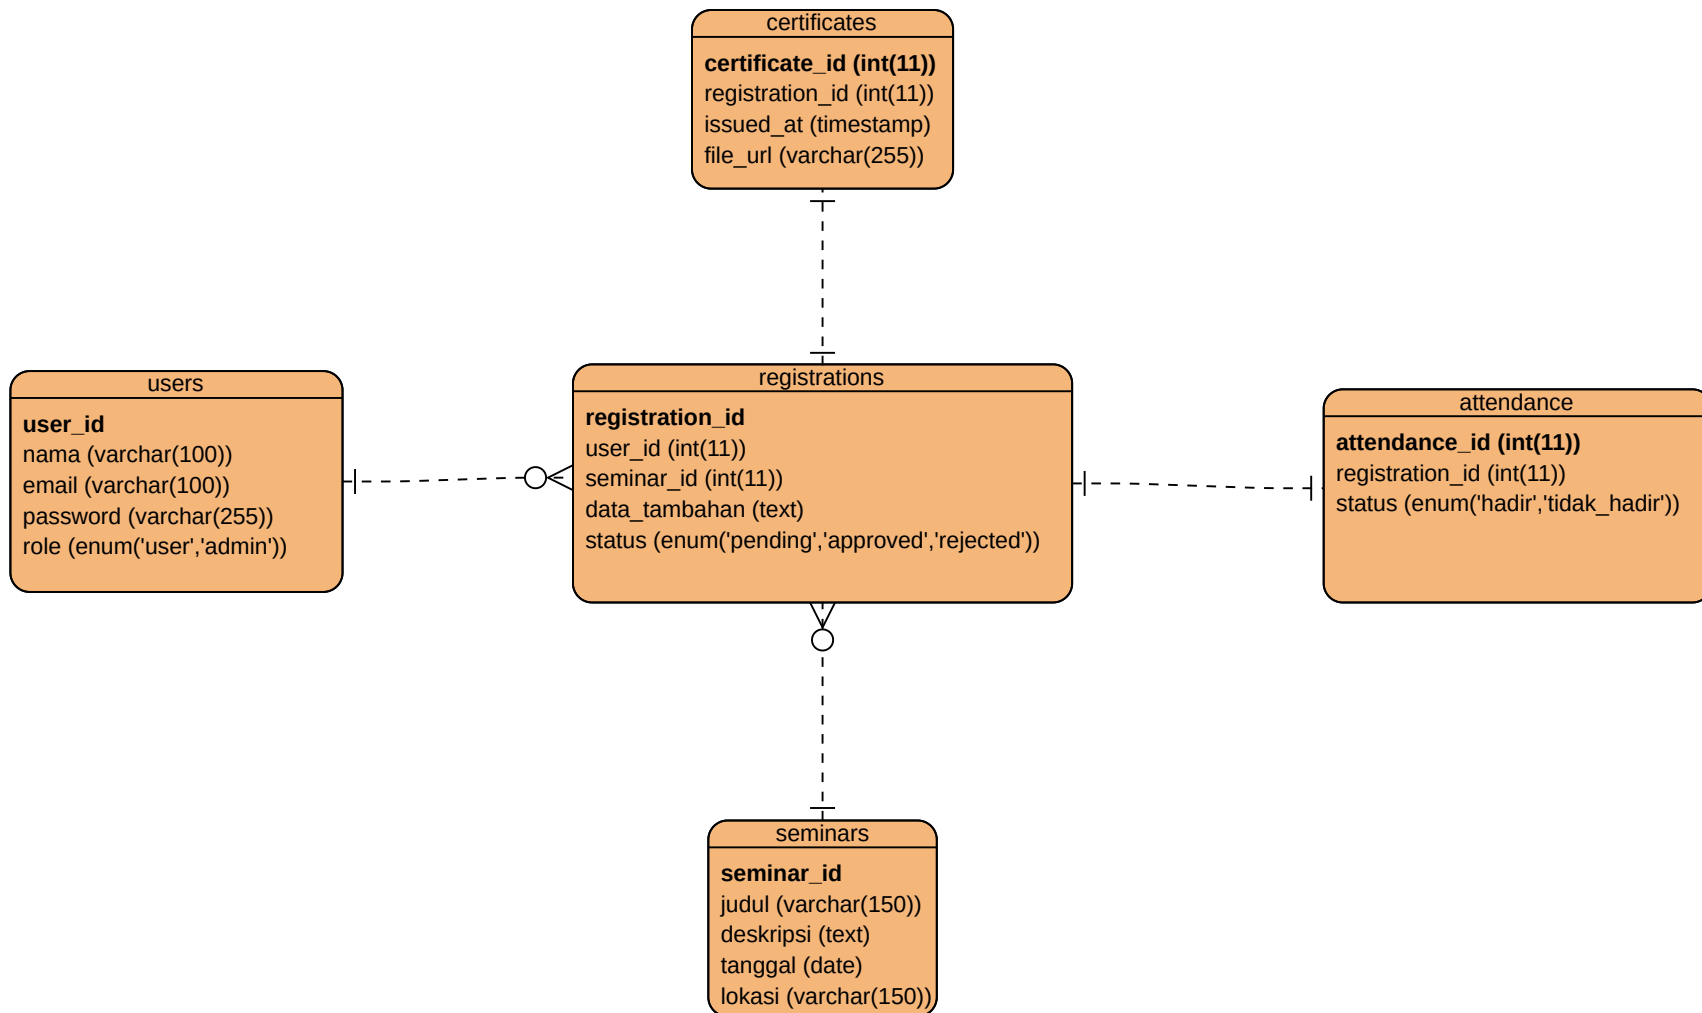 certificates
certificate_id (int(11))
registration_id (int(11))
issued_at (timestamp)
file_url (varchar(255))
users
user_id
nama (varchar(100))
email (varchar(100))
password (varchar(255))
role (enum('user','admin'))
registrations
registration_id
user_id (int(11))
seminar_id (int(11))
data_tambahan (text)
status (enum('pending','approved','rejected'))
attendance
attendance_id (int(11))
registration_id (int(11))
status (enum('hadir','tidak_hadir'))
seminars
seminar_id
judul (varchar(150))
deskripsi (text)
tanggal (date)
lokasi (varchar(150))